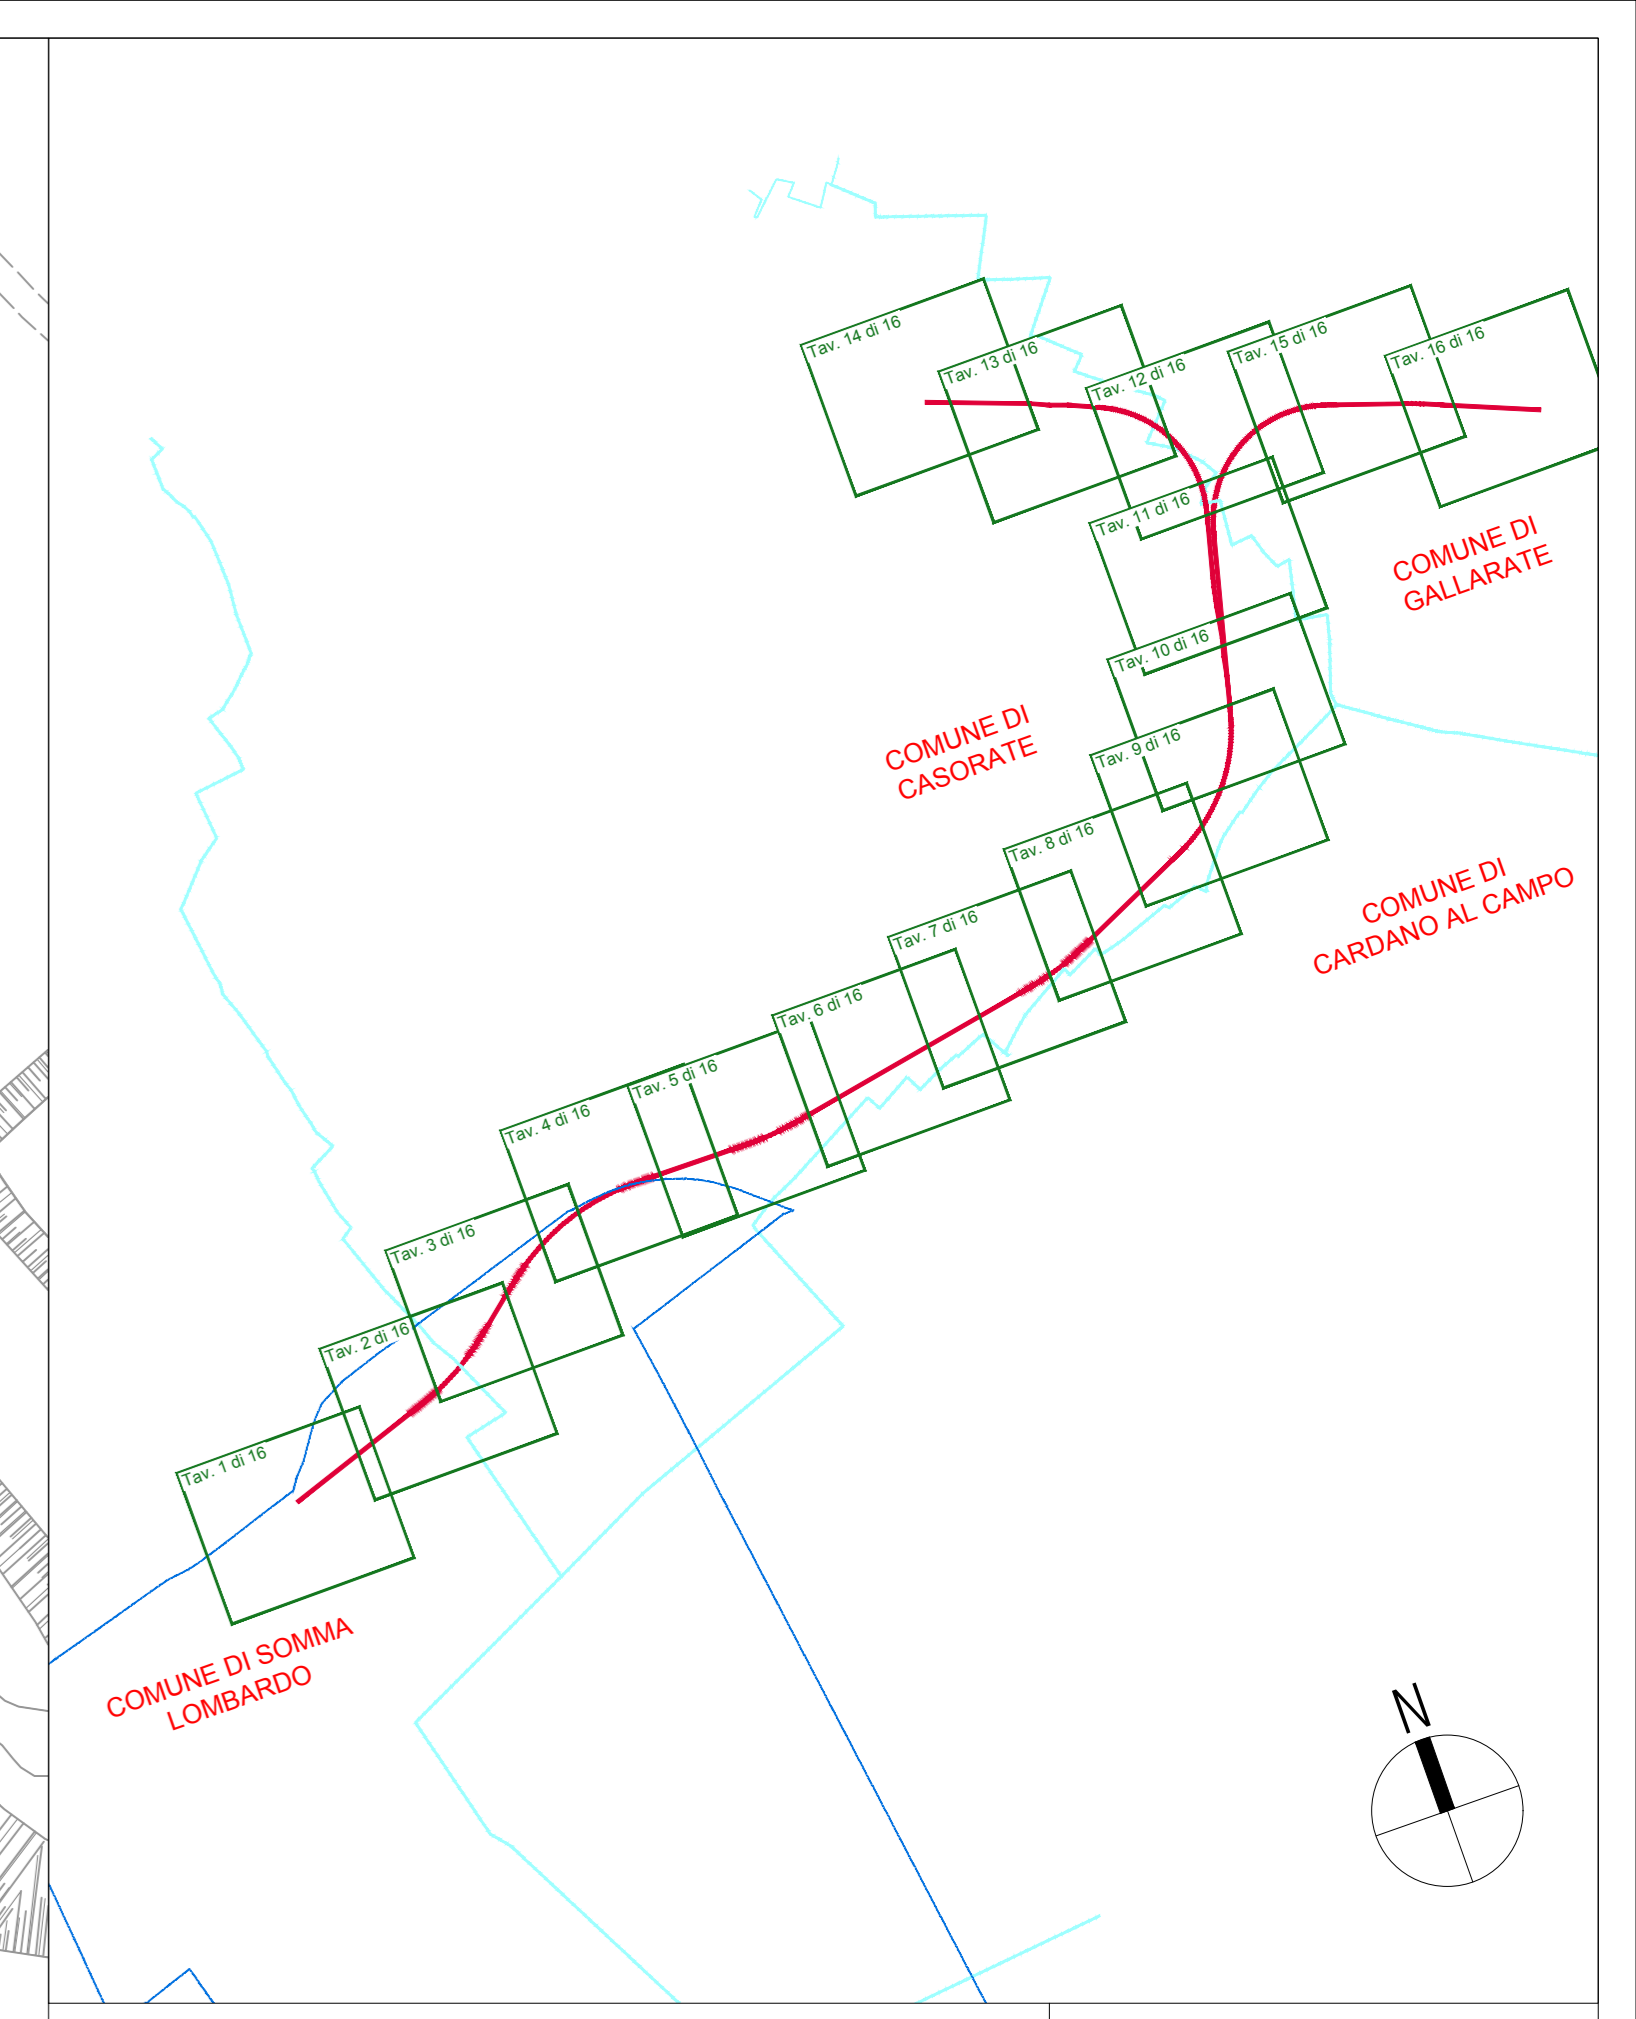 Tav. 14 di 16
Tav. 13 di 16
Tav. 12 di 16
Tav. 15 di 16
Tav. 16 di 16
Tav. 11 di 16
COMUNE DI
GALLARATE
Tav. 10 di 16
COMUNE DI
CASORATE
Tav. 9 di 16
Tav. 8 di 16
COMUNE DI
CARDANO AL CAMPO
Tav. 7 di 16
Tav. 6 di 16
Tav. 5 di 16
Tav. 4 di 16
Tav. 3 di 16
Tav. 2 di 16
Tav. 1 di 16
COMUNE DI SOMMA
LOMBARDO
N